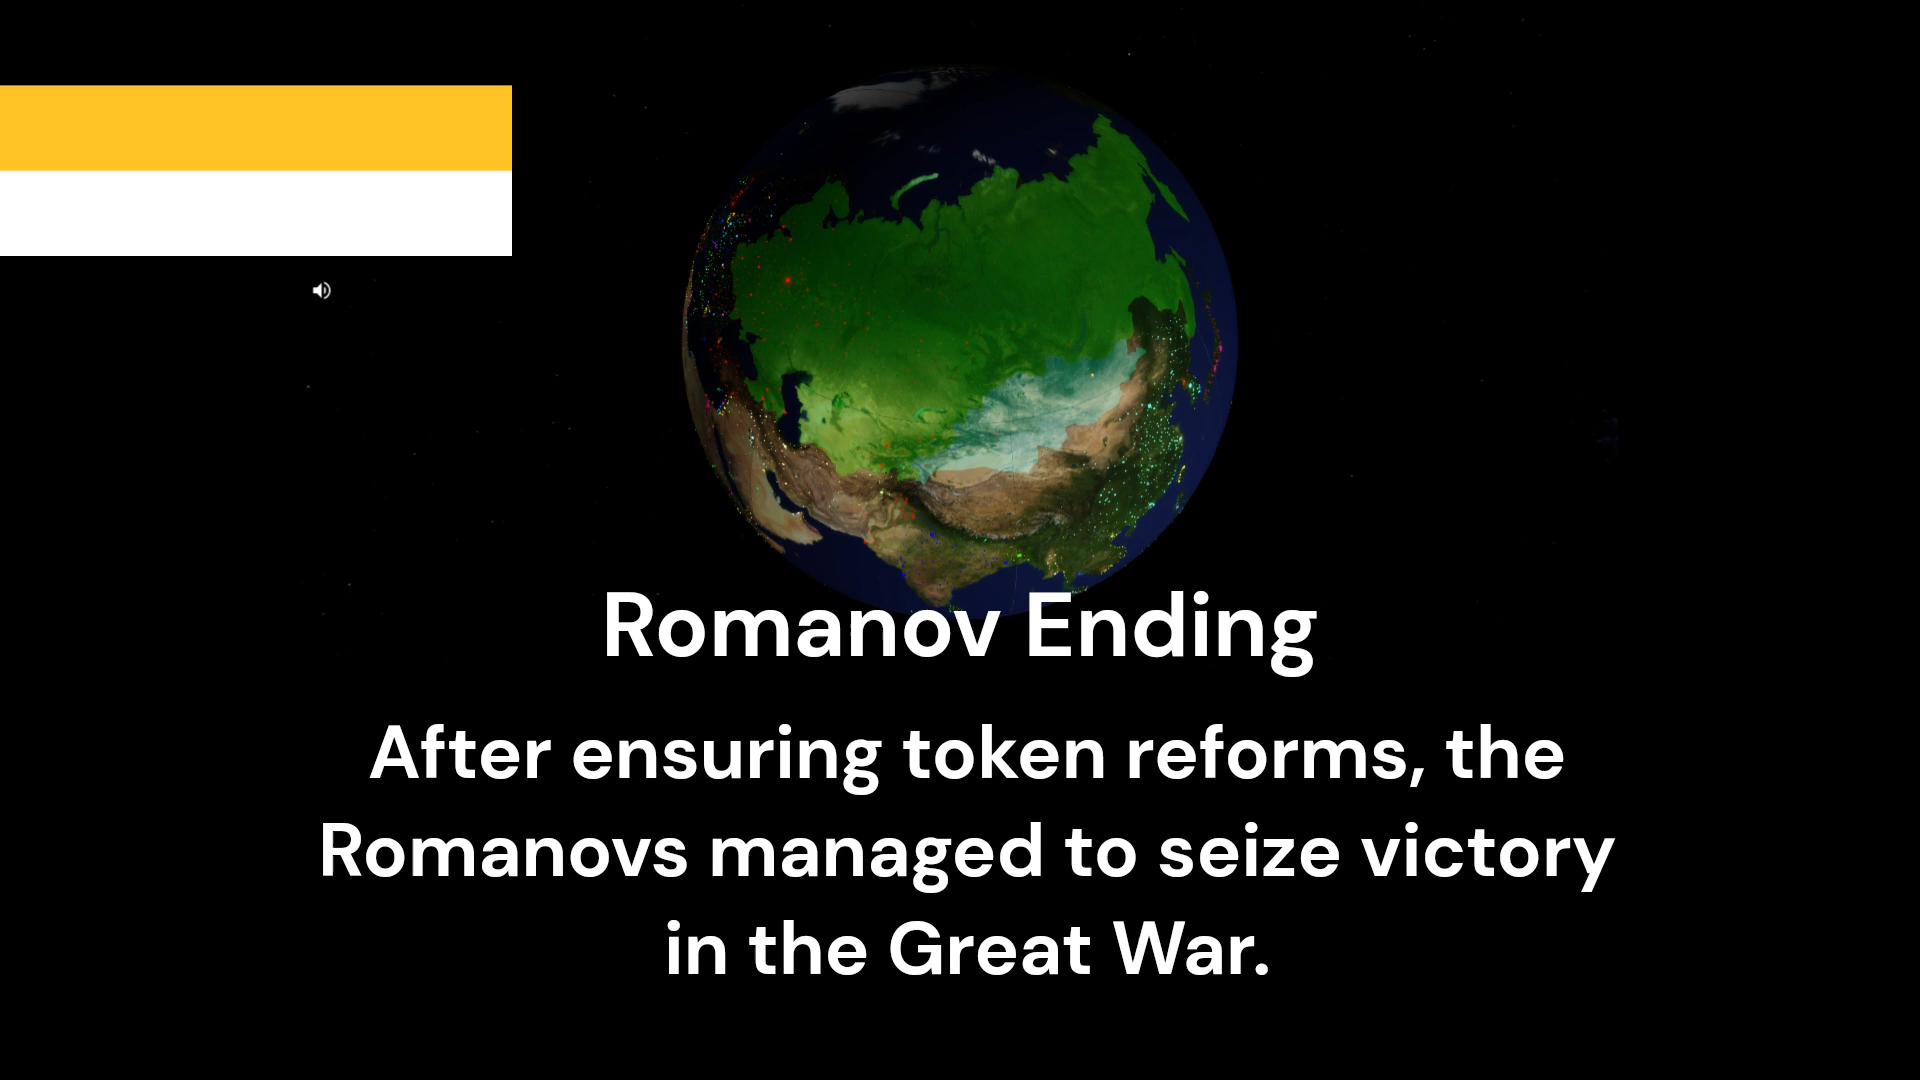 Romanov Ending
After ensuring token reforms, the
Romanovs managed to seize victory
in the Great War.